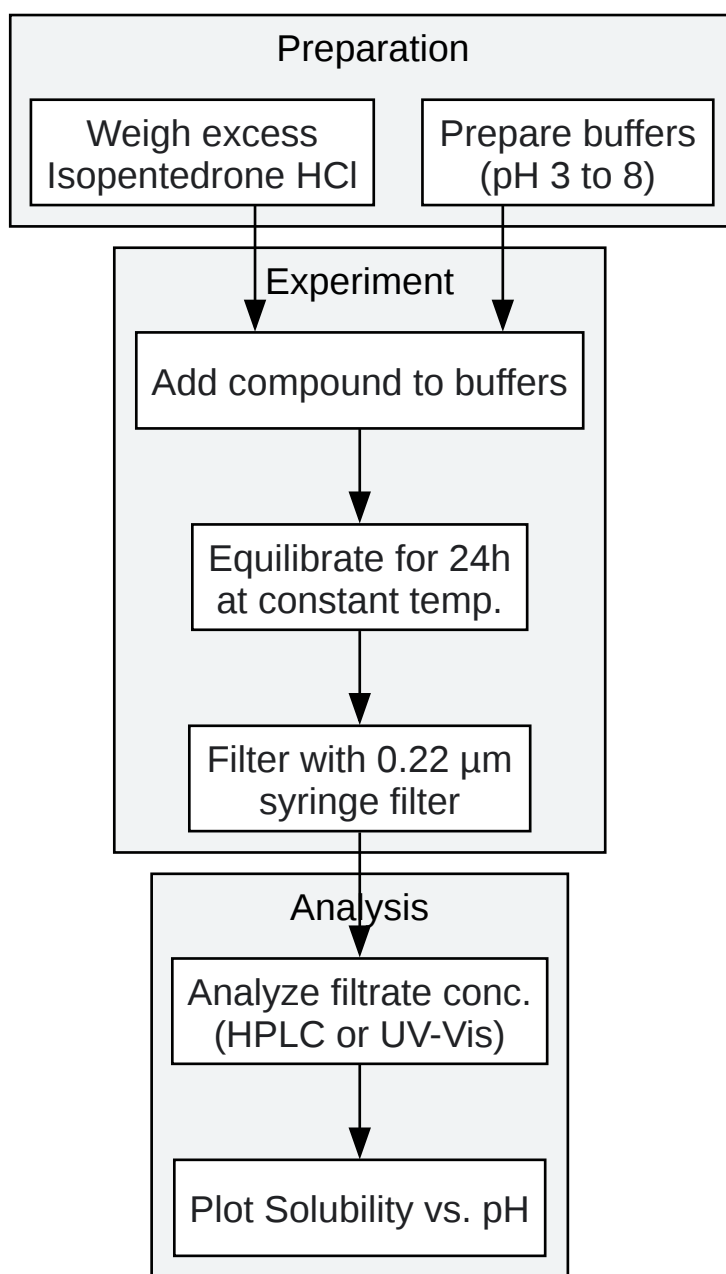 Preparation
Weigh excess
Isopentedrone HCl
Prepare buffers
(pH 3 to 8)
Experiment
Add compound to buffers
Equilibrate for 24h
at constant temp.
Filter with 0.22 µm
syringe filter
Analysis
Analyze filtrate conc.
(HPLC or UV-Vis)
Plot Solubility vs. pH